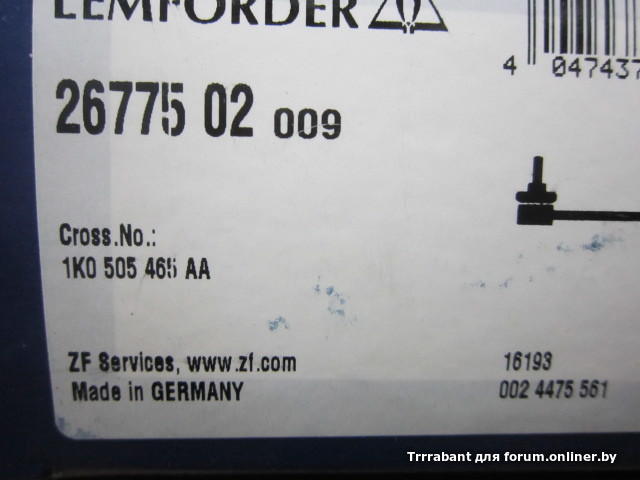 LEMFÖRDER
4 047437
26775 02 009
Cross.No.:
1K0 505 465 AA
ZF Services, www.zf.com
Made in GERMANY
16193
002 4475 561
Trrrabant для forum.onliner.by